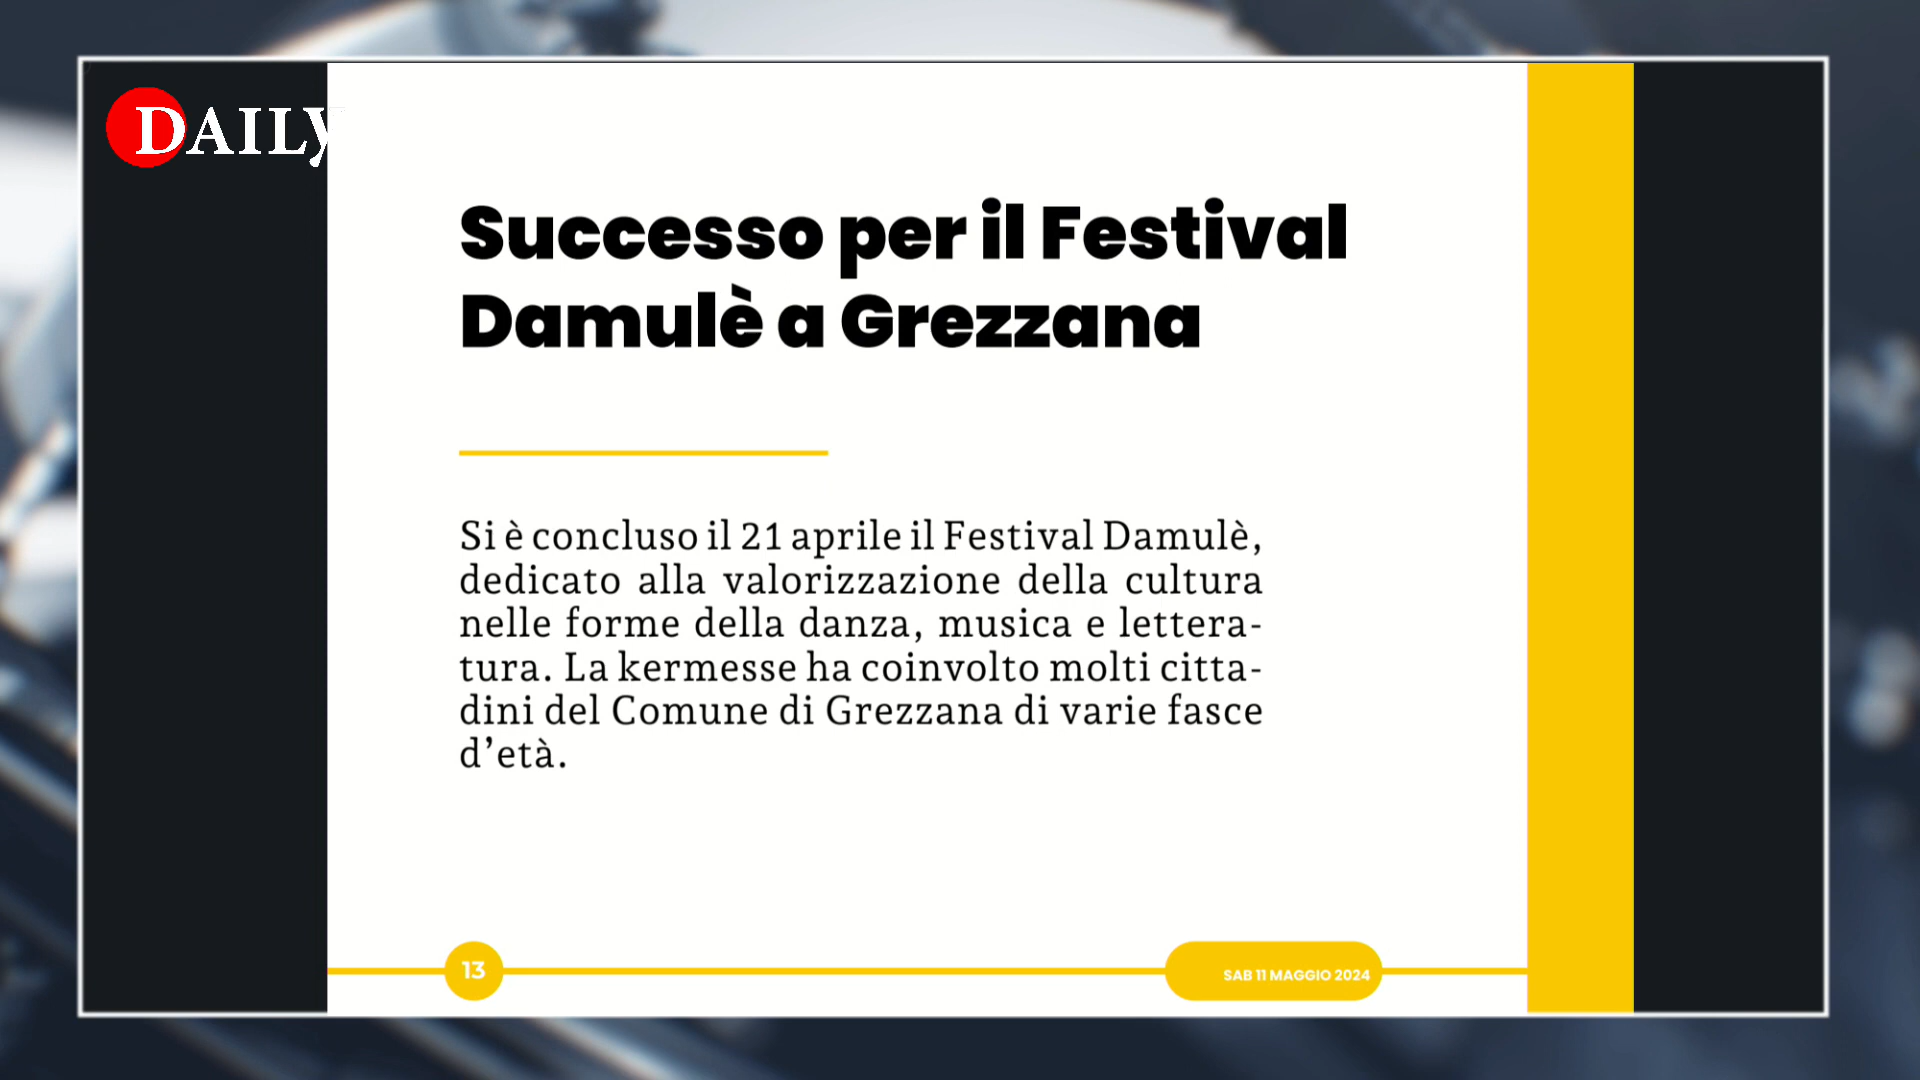 DAILY
Successo per il Festival
Damulè a Grezzana
Si è concluso il 21 aprile il Festival Damulè,
dedicato alla valorizzazione della cultura
nelle forme della danza, musica e lettera-
tura. La kermesse ha coinvolto molti citta-
dini del Comune di Grezzana di varie fasce
d’età.
13
SAB 11 MAGGIO 2024